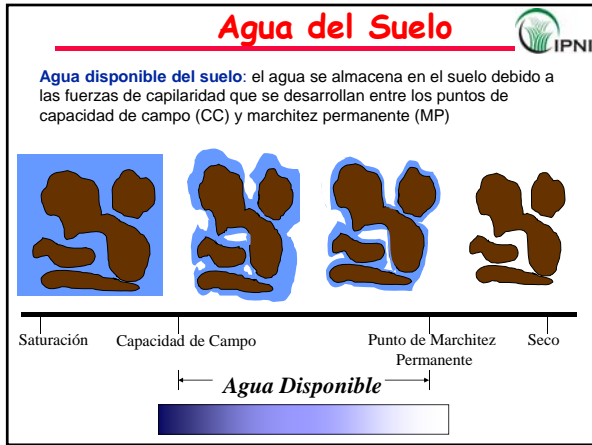 Agua del Suelo
IPNI
Agua disponible del suelo: el agua se almacena en el suelo debido a
las fuerzas de capilaridad que se desarrollan entre los puntos de
capacidad de campo (CC) y marchitez permanente (MP)
Saturación Capacidad de Campo Punto de Marchitez Seco
Permanente
Agua Disponible